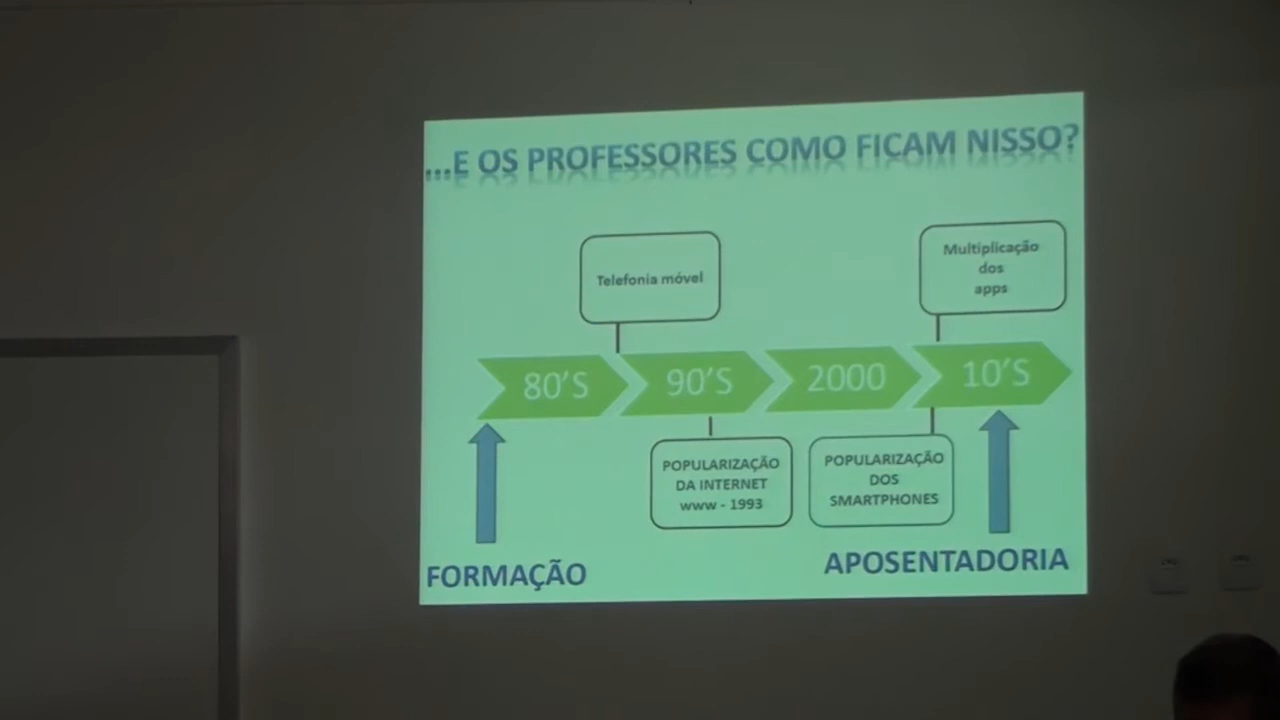 ...E OS PROFESSORES COMO FICAM NISSO?
Telefonia móvel
Multiplicação
dos
apps
80'S
90'S
2000
10'S
POPULARIZAÇÃO
DA INTERNET
www - 1993
POPULARIZAÇÃO
DOS
SMARTPHONES
FORMAÇÃO
APOSENTADORIA